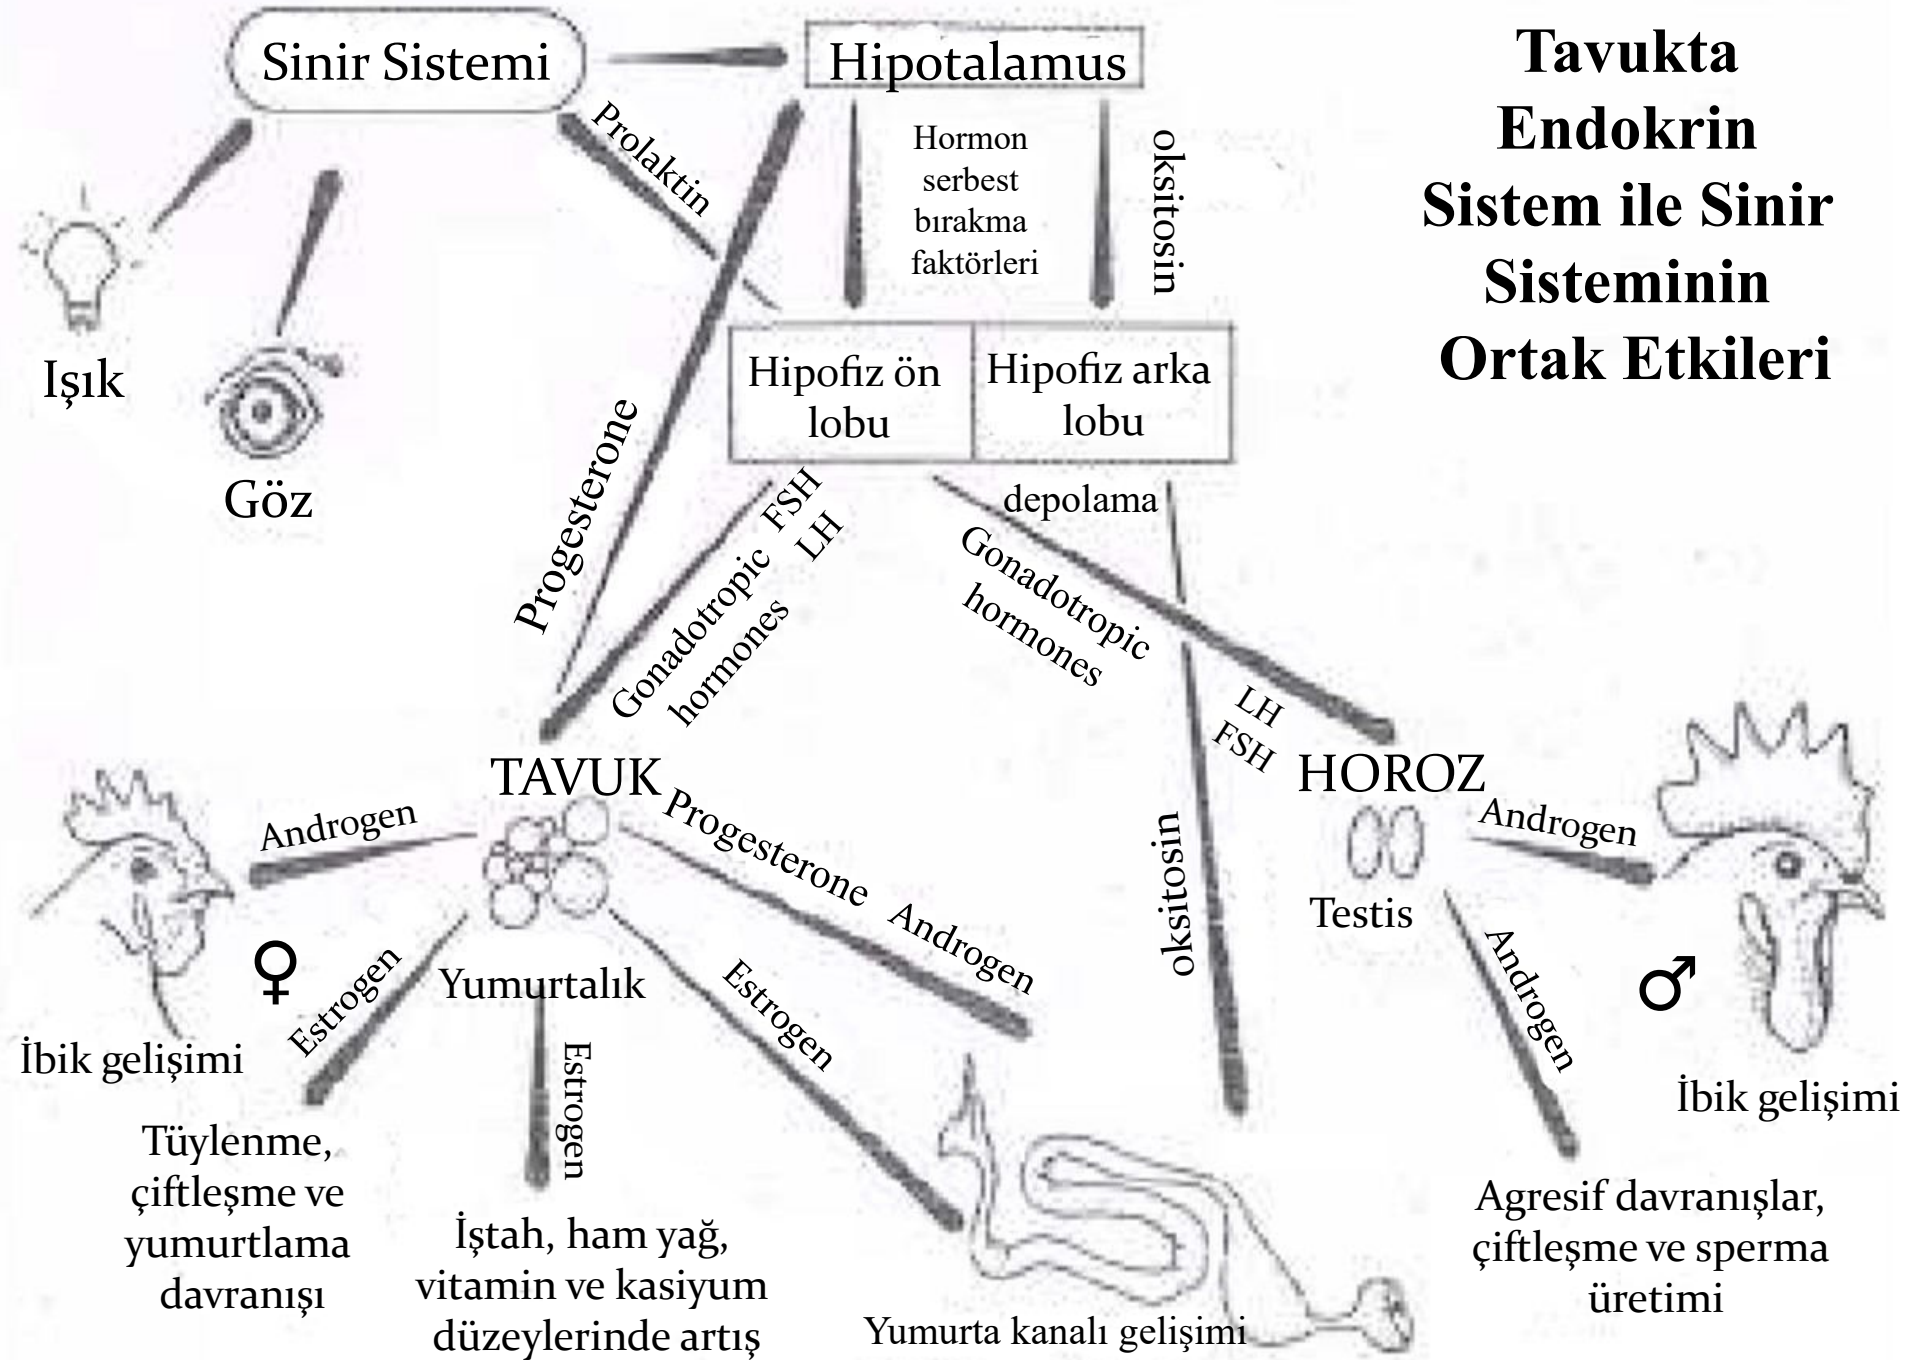 Tavukta
Endokrin
Sistem ile Sinir
Sisteminin
Ortak Etkileri
Sinir Sistemi
Hipotalamus
Prolaktin
Hormon
serbest
bırakma
faktörleri
oksitosin
Işık
Göz
Hipofiz ön
lobu
Hipofiz arka
lobu
Progesterone
FSH
LH
Gonadotropic
hormones
depolama
Gonadotropic
hormones
LH
FSH
TAVUK
HOROZ
Androgen
Progesterone Androgen
oksitosin
Androgen
Testis
Estrogen
Yumurtalık
Estrogen
Androgen
♀
♂
İbik gelişimi
Estrogen
İbik gelişimi
Tüylenme,
çiftleşme ve
yumurtlama
davranışı
İştah, ham yağ,
vitamin ve kasiyum
düzeylerinde artış
Yumurta kanalı gelişimi
Agresif davranışlar,
çiftleşme ve sperma
üretimi